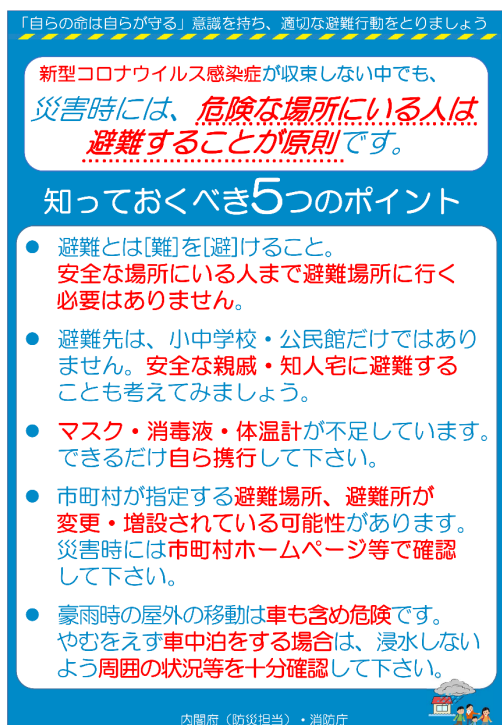 「自らの命は自らが守る」意識を持ち、適切な避難行動をとりましょう
新型コロナウイルス感染症が収束しない中でも、
災害時には、危険な場所にいる人は
避難することが原則です。
知っておくべき5つのポイント
● 避難とは[難]を[避]けること。
安全な場所にいる人まで避難場所に行く
必要はありません。
● 避難先は、小中学校・公民館だけではあり
ません。安全な親戚・知人宅に避難する
ことも考えてみましょう。
● マスク・消毒液・体温計が不足しています。
できるだけ自ら携行して下さい。
● 市町村が指定する避難場所、避難所が
変更・増設されている可能性があります。
災害時には市町村ホームページ等で確認
して下さい。
● 豪雨時の屋外の移動は車も含め危険です。
やむをえず車中泊をする場合は、浸水しない
よう周囲の状況等を十分確認して下さい。
内閣府（防災担当）・消防庁